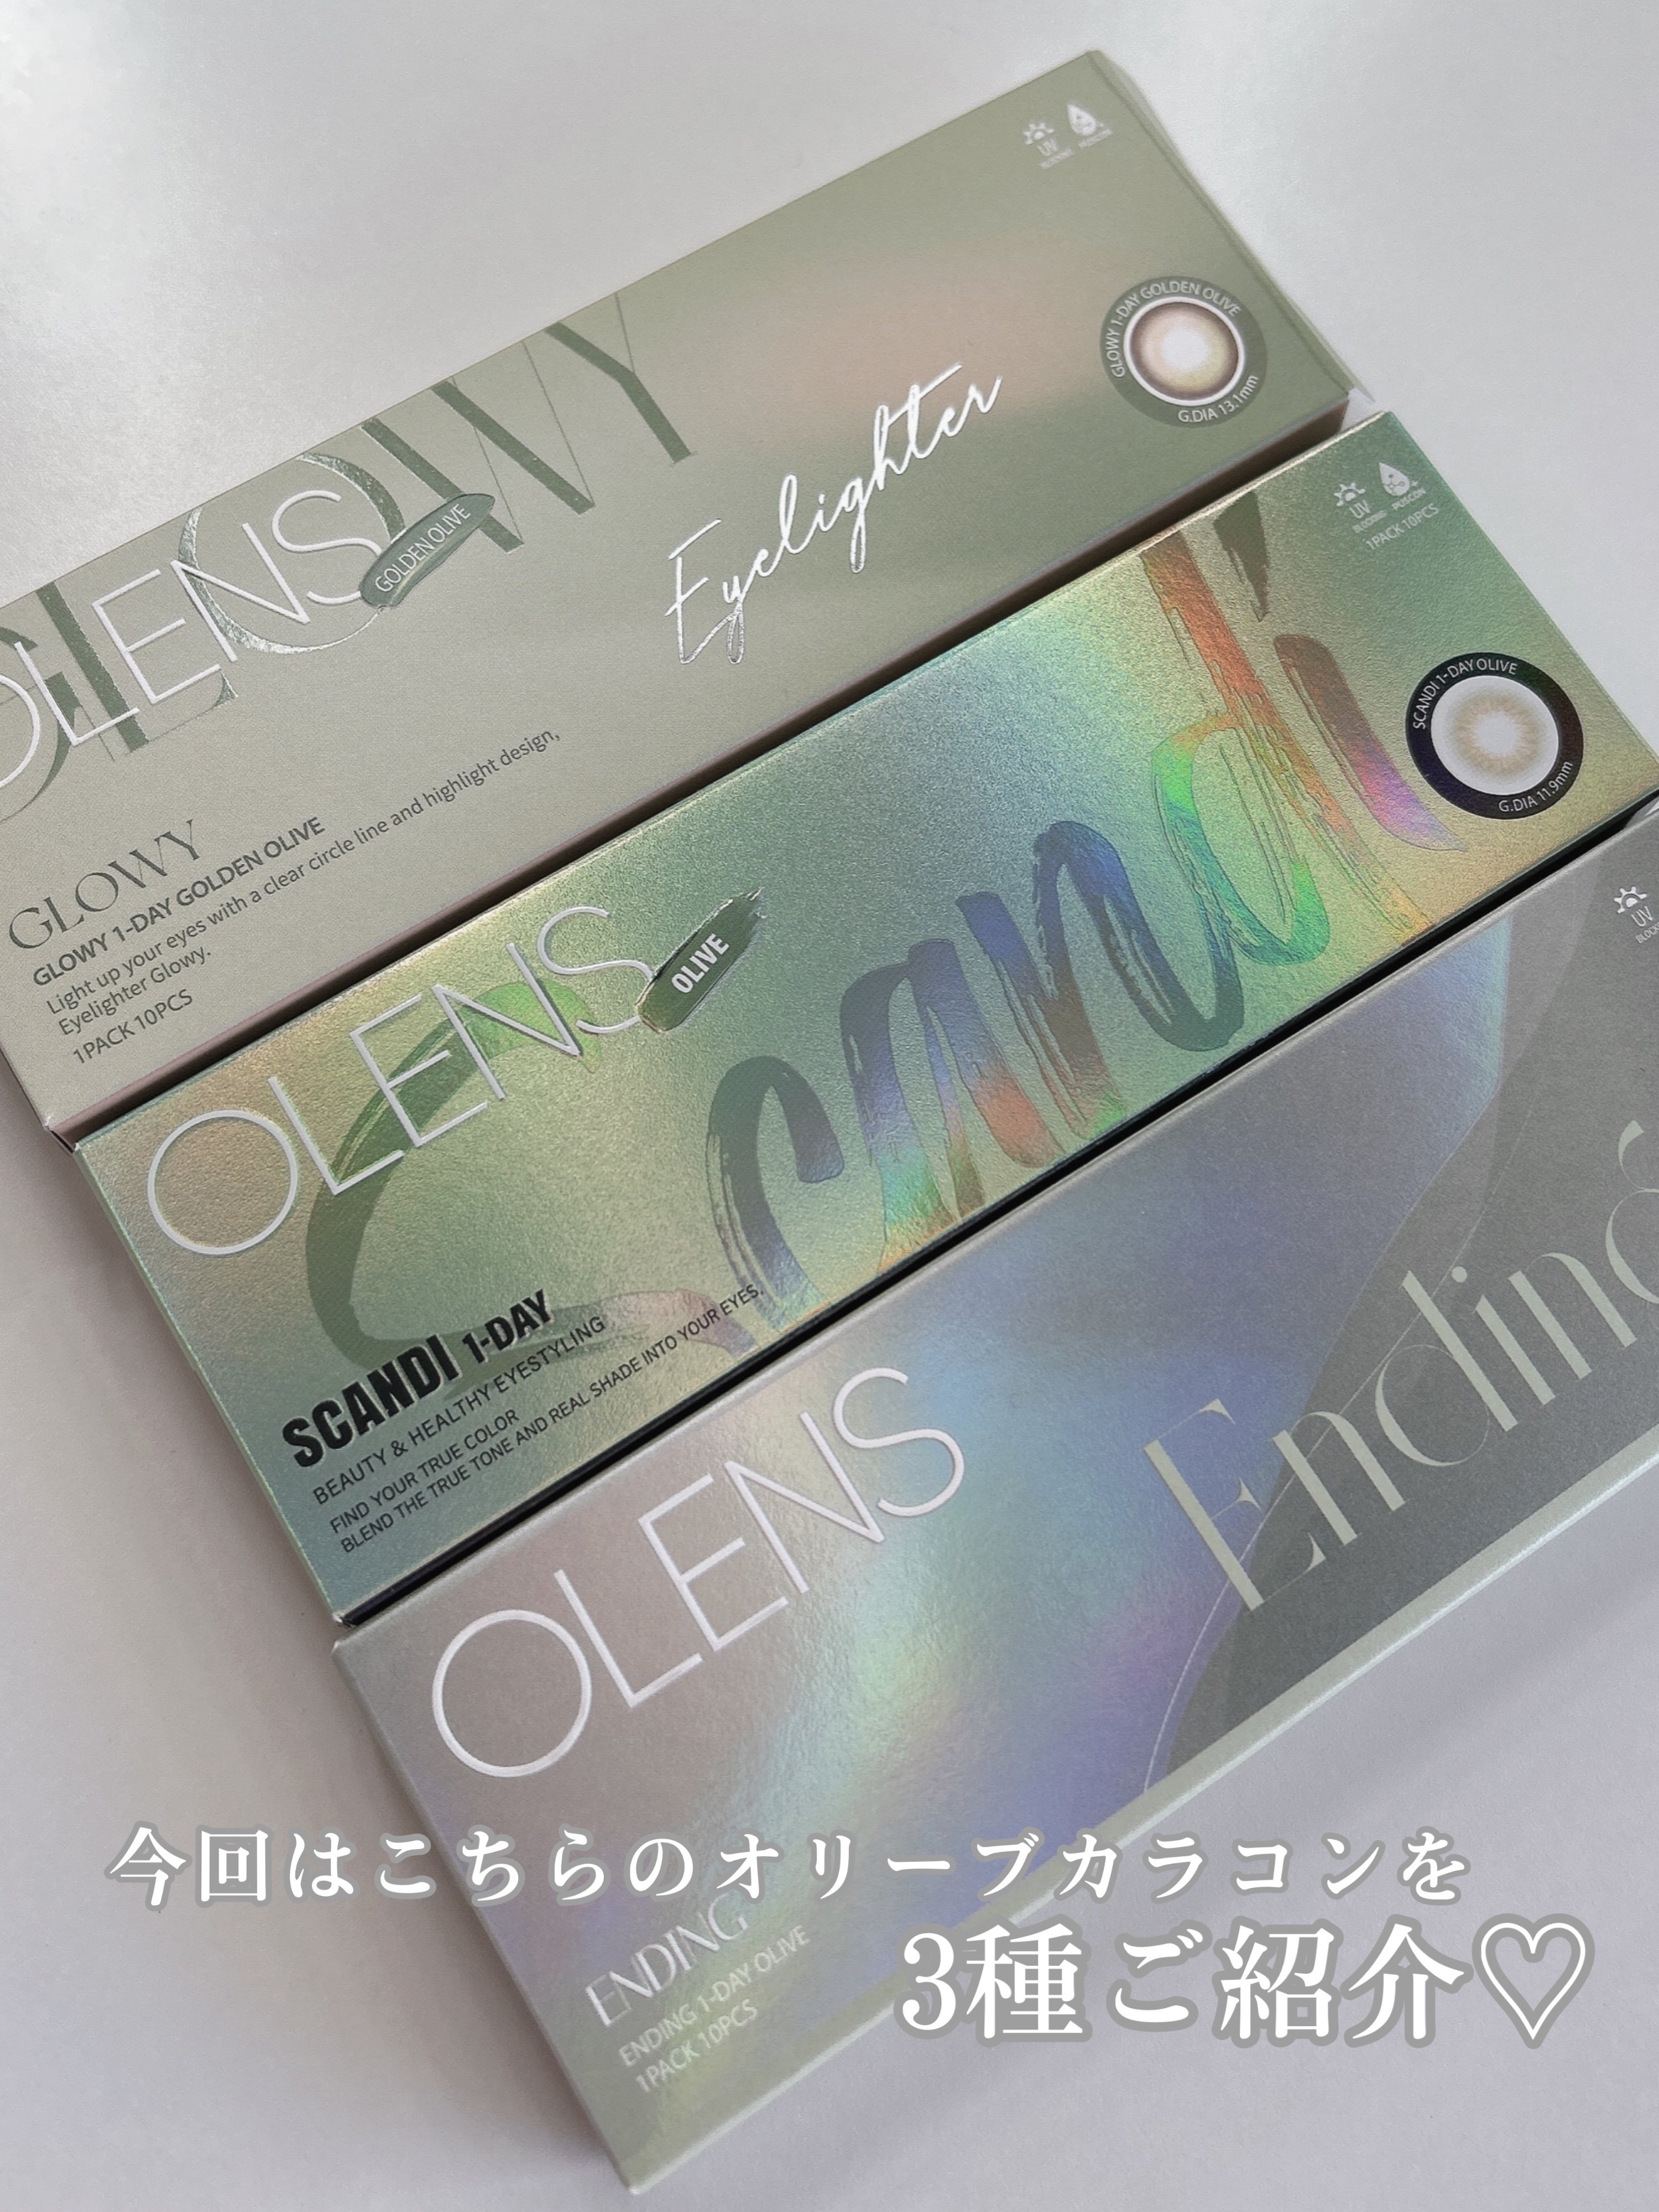 UV
GLOWY
OLENS
GOLDEN OLIVE
Eyelighter
GLOWY 1-DAY GOLDEN OLIVE
G.DIA 13.1mm
GLOWY
GLOWY 1-DAY GOLDEN OLIVE
Light up your eyes with a clear circle line and highlight design,
Eyelighter Glowy.
1PACK 10PCS
UV
BLOCKING
PUSCON
1PACK 10PCS
Scandi
OLENS
OLIVE
SCANDI 1-DAY OLIVE
G.DIA 11.9mm
SCANDI 1-DAY
BEAUTY & HEALTHY EYESTYLING
FIND YOUR TRUE COLOR
BLEND THE TRUE TONE AND REAL SHADE INTO YOUR EYES.
UV
OLENS
Ending
ENDING
ENDING 1-DAY OLIVE
1PACK 10PCS
今回はこちらのオリーブカラコンを
3種ご紹介♡